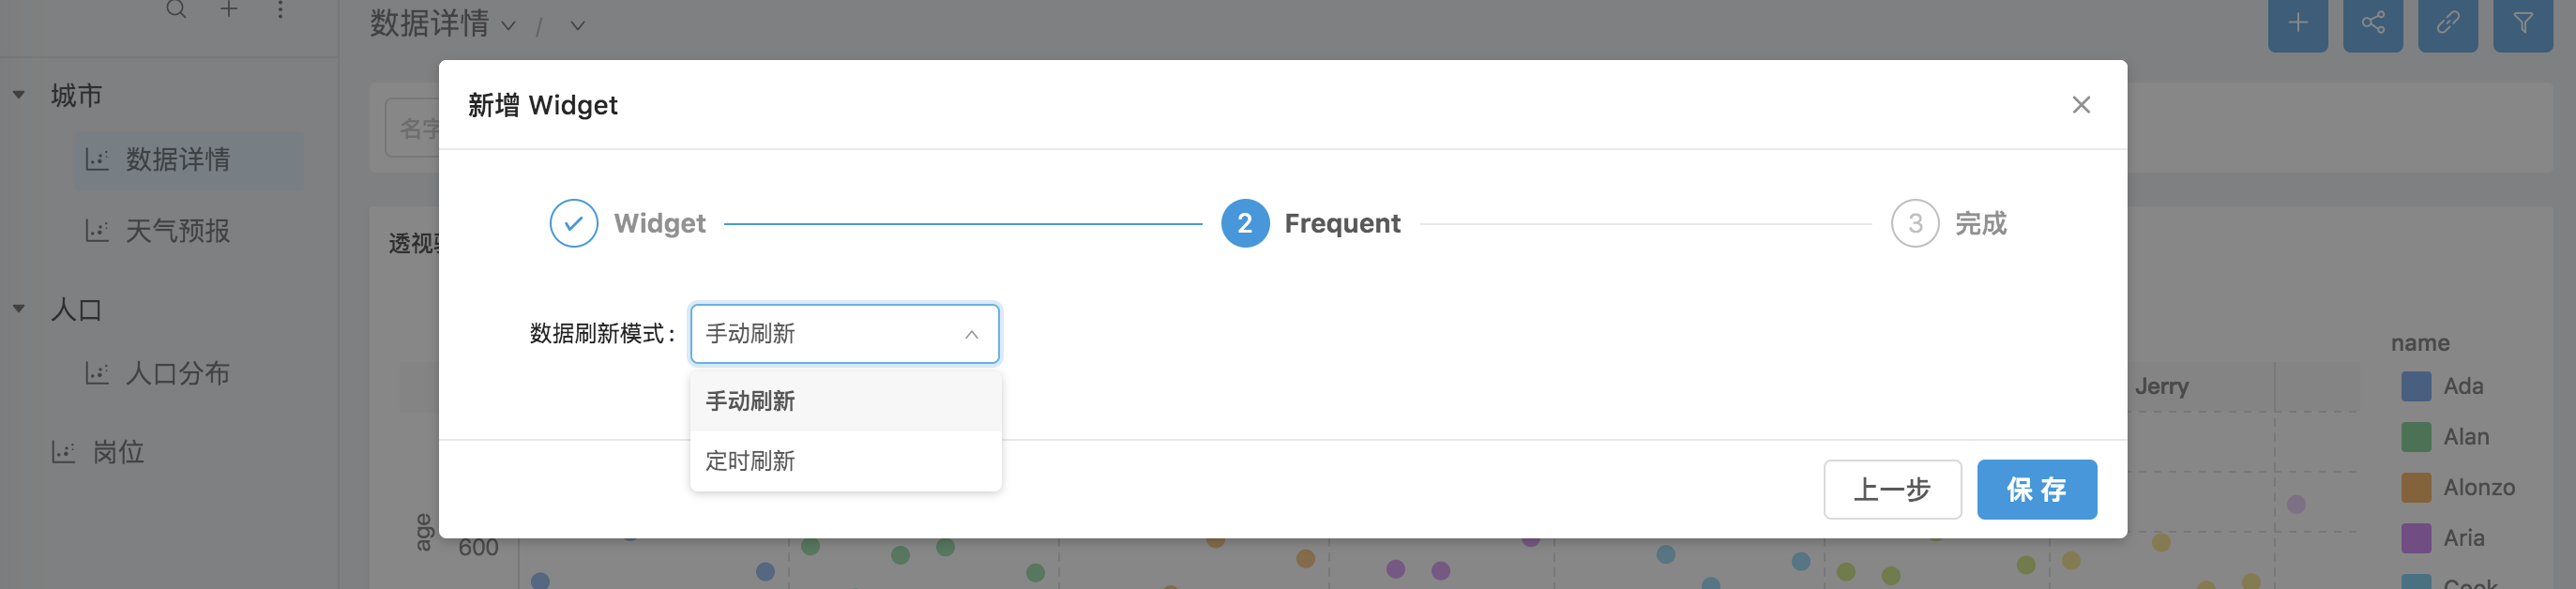 数据详情 /
城市
数据详情
天气预报
人口
人口分布
岗位
名字
透视
新增 Widget
Widget
2 Frequent
3 完成
数据刷新模式：
手动刷新
手动刷新
定时刷新
上一步
保 存
Jerry
name
Ada
Alan
Alonzo
Aria
age
600